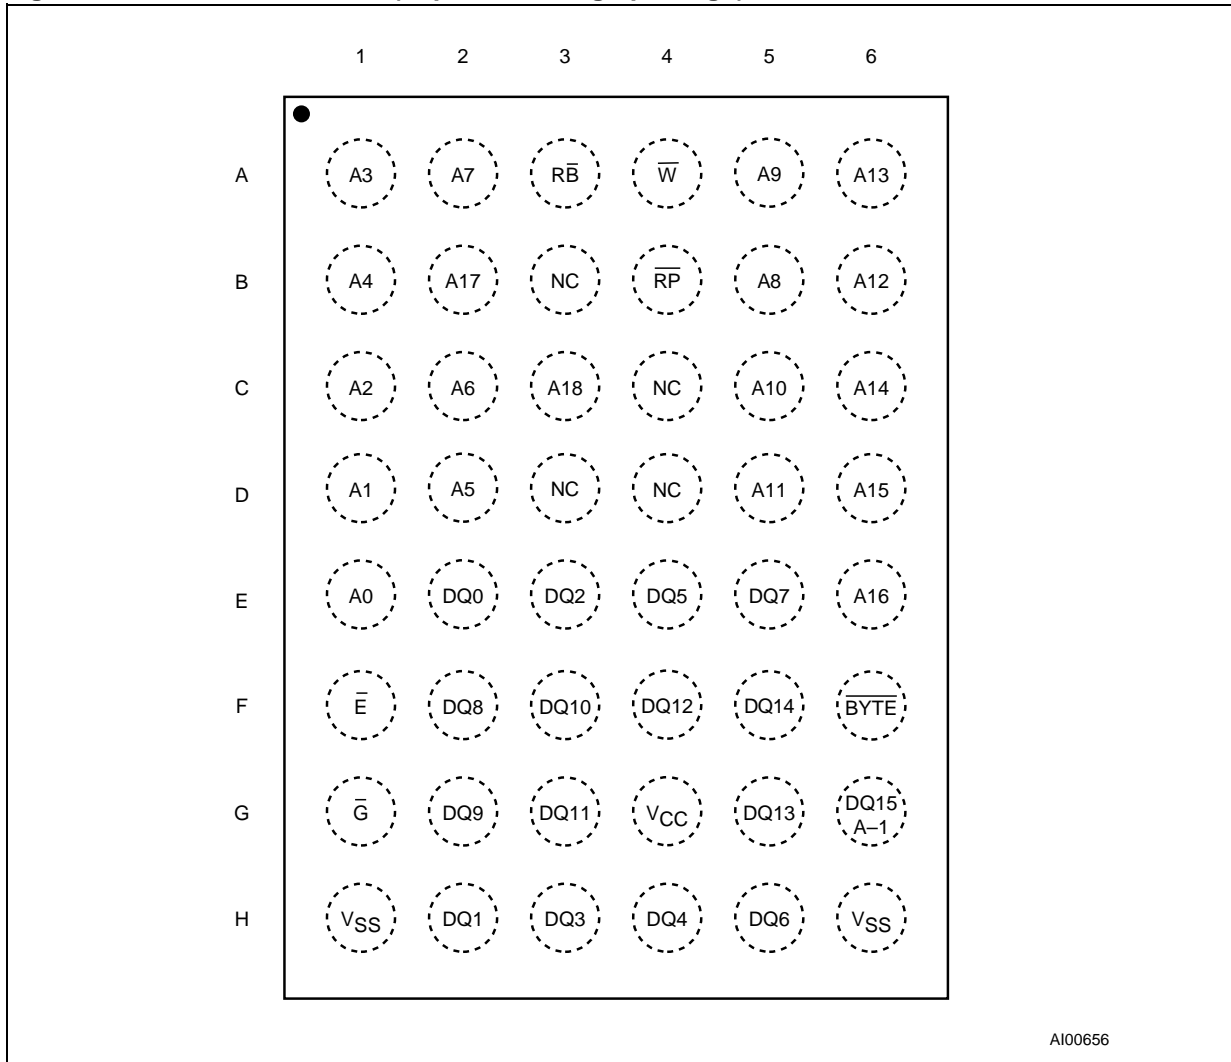 1 2 3 4 5 6
A A3 A7 RB̅ W̅ A9 A13
B A4 A17 NC R̅P̅ A8 A12
C A2 A6 A18 NC A10 A14
D A1 A5 NC NC A11 A15
E A0 DQ0 DQ2 DQ5 DQ7 A16
F E̅ DQ8 DQ10 DQ12 DQ14 B̅Y̅T̅E̅
G G̅ DQ9 DQ11 VCC DQ13 DQ15 A–1
H VSS DQ1 DQ3 DQ4 DQ6 VSS
AI00656